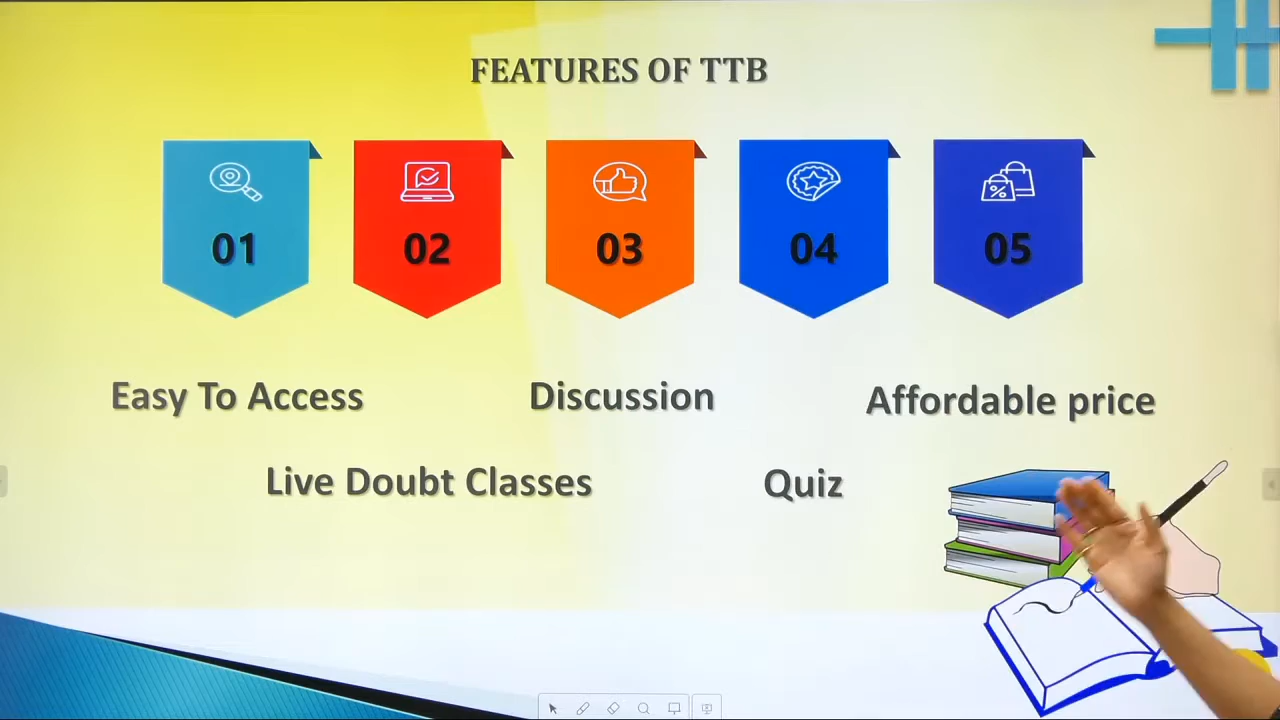 FEATURES OF TTB
01 02 03 04 05
Easy To Access Discussion Affordable price
Live Doubt Classes Quiz